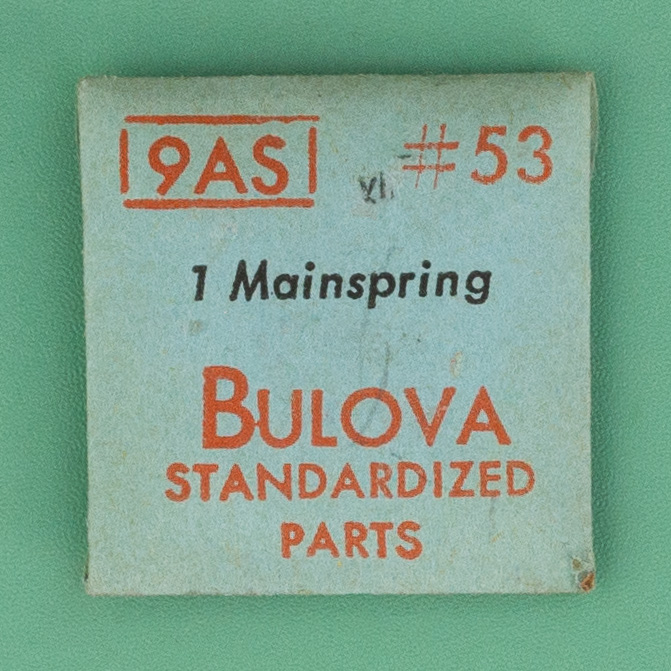 9AS #53
1 Mainspring
BULOVA
STANDARDIZED
PARTS